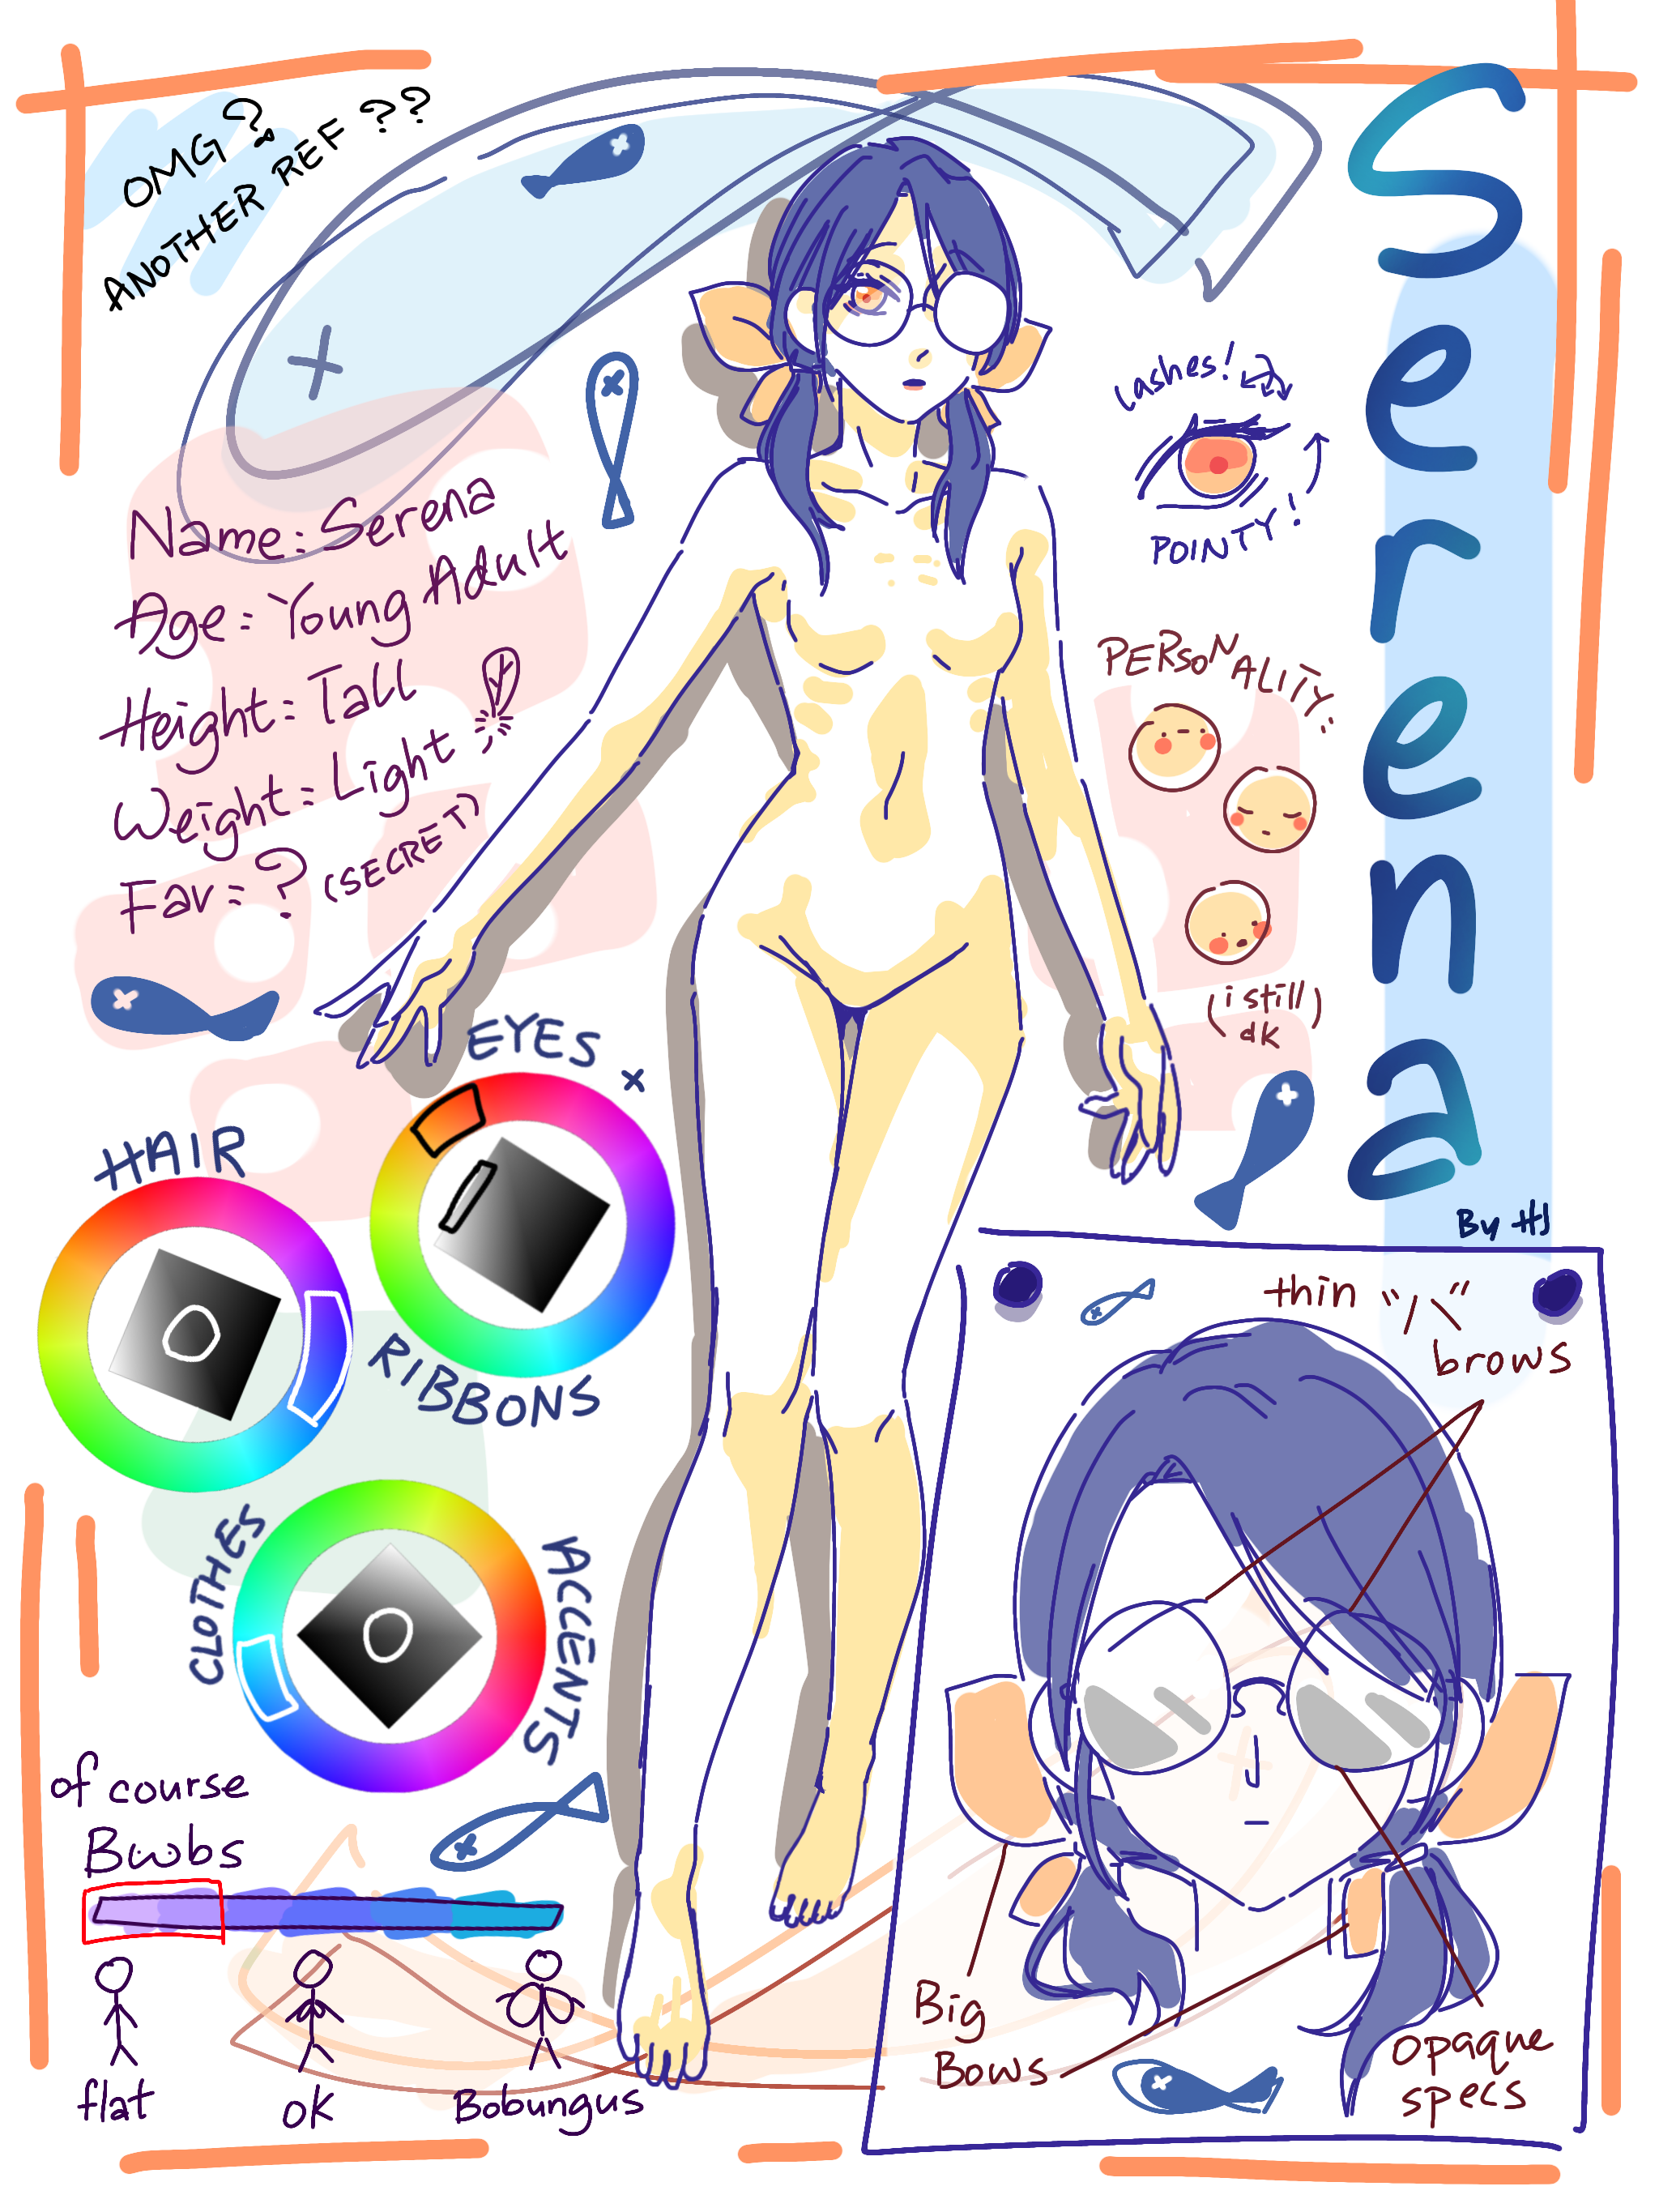 OMG?
ANOTHER REF ??
Serena
Name: Serena
Age: Young Adult
Height: Tall
Weight: Light
Fav: ? (SECRET)
Lashes!
POINTY!
PERSONALITY:
(i still dk)
By HJ
EYES
RIBBONS
HAIR
CLOTHES
ACCENTS
of course
Bwbs
flat
OK
Bobungus
thin "\ /"
brows
Big
Bows
opaque
specs